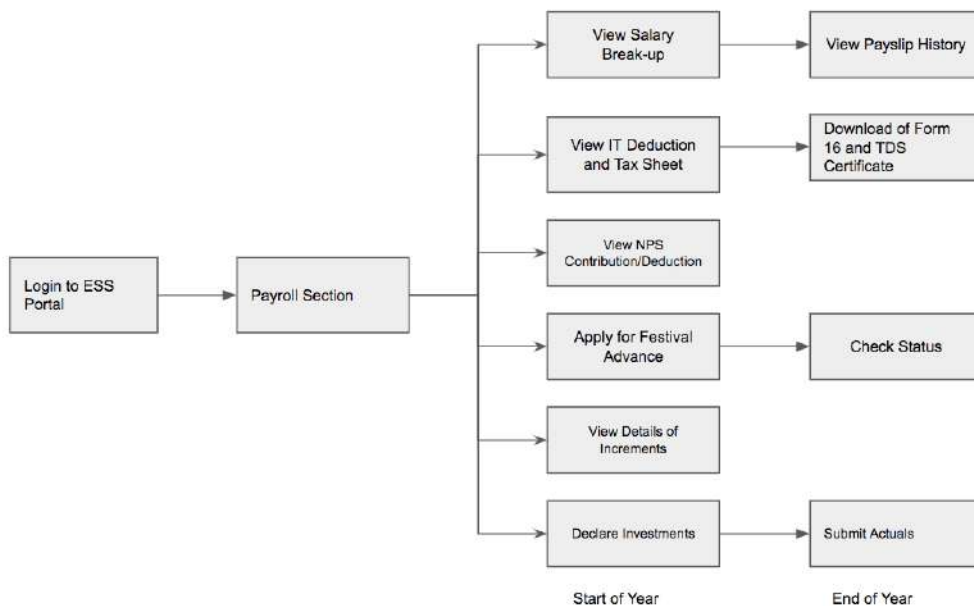 View Salary
Break-up
View Payslip History
View IT Deduction
and Tax Sheet
Download of Form
16 and TDS
Certificate
View NPS
Contribution/Deduction
Login to ESS
Portal
Payroll Section
Apply for Festival
Advance
Check Status
View Details of
Increments
Declare Investments
Submit Actuals
Start of Year
End of Year